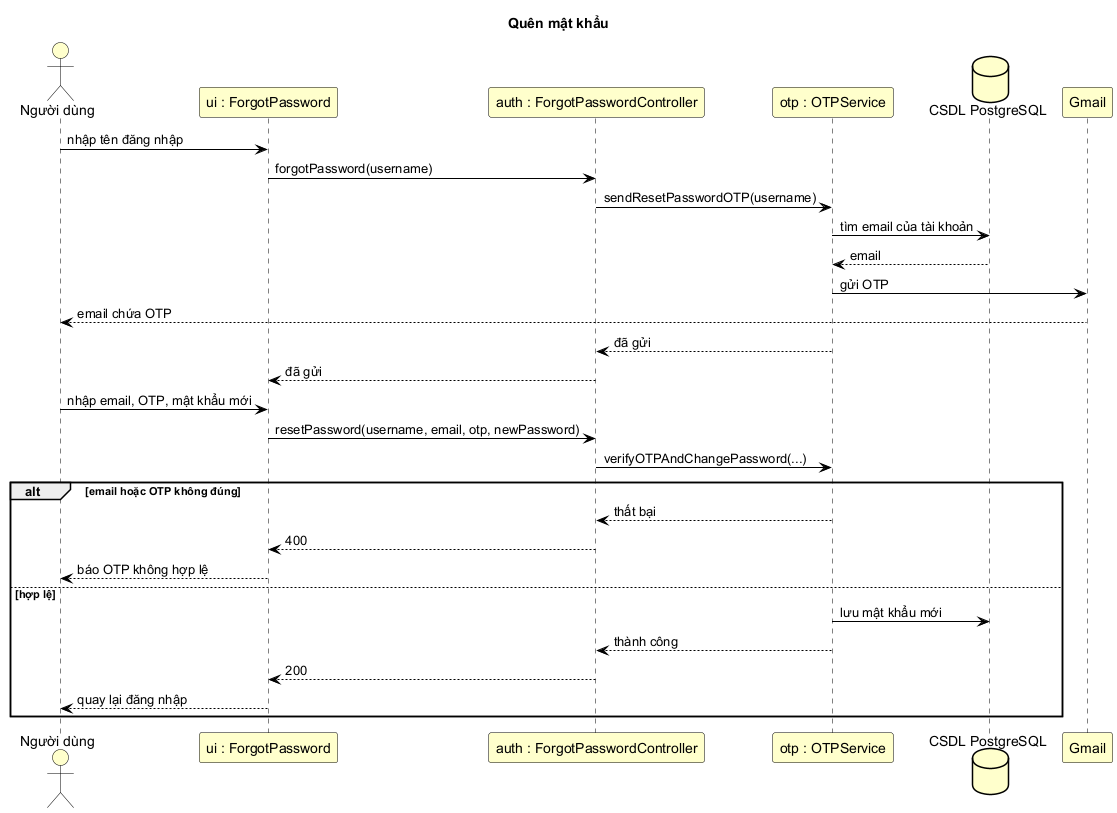 Quên mật khẩu
Người dùng
ui : ForgotPassword
auth : ForgotPasswordController
otp : OTPService
CSDL PostgreSQL
Gmail
nhập tên đăng nhập
forgotPassword(username)
sendResetPasswordOTP(username)
tìm email của tài khoản
email
gửi OTP
email chứa OTP
đã gửi
đã gửi
nhập email, OTP, mật khẩu mới
resetPassword(username, email, otp, newPassword)
verifyOTPAndChangePassword(...)
alt [email hoặc OTP không đúng]
thất bại
400
báo OTP không hợp lệ
[hợp lệ]
lưu mật khẩu mới
thành công
200
quay lại đăng nhập
Người dùng
ui : ForgotPassword
auth : ForgotPasswordController
otp : OTPService
CSDL PostgreSQL
Gmail